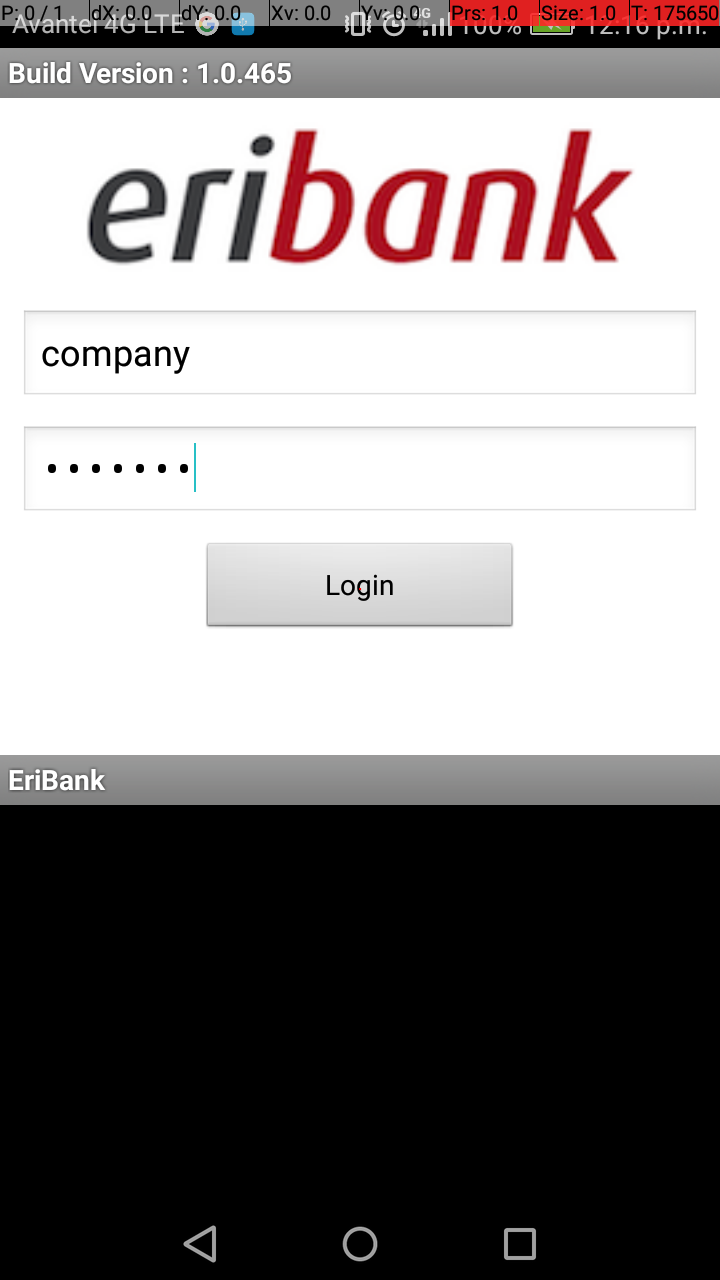 P: 0 / 1 dX: 0.0 dY: 0.0 Xv: 0.0 Yv: 0.0 Prs: 1.0 Size: 1.0 T: 175650
Avantel 4G LTE 4G 100% 12:16 p.m.
Build Version : 1.0.465
eribank
company
•••••••
Login
EriBank